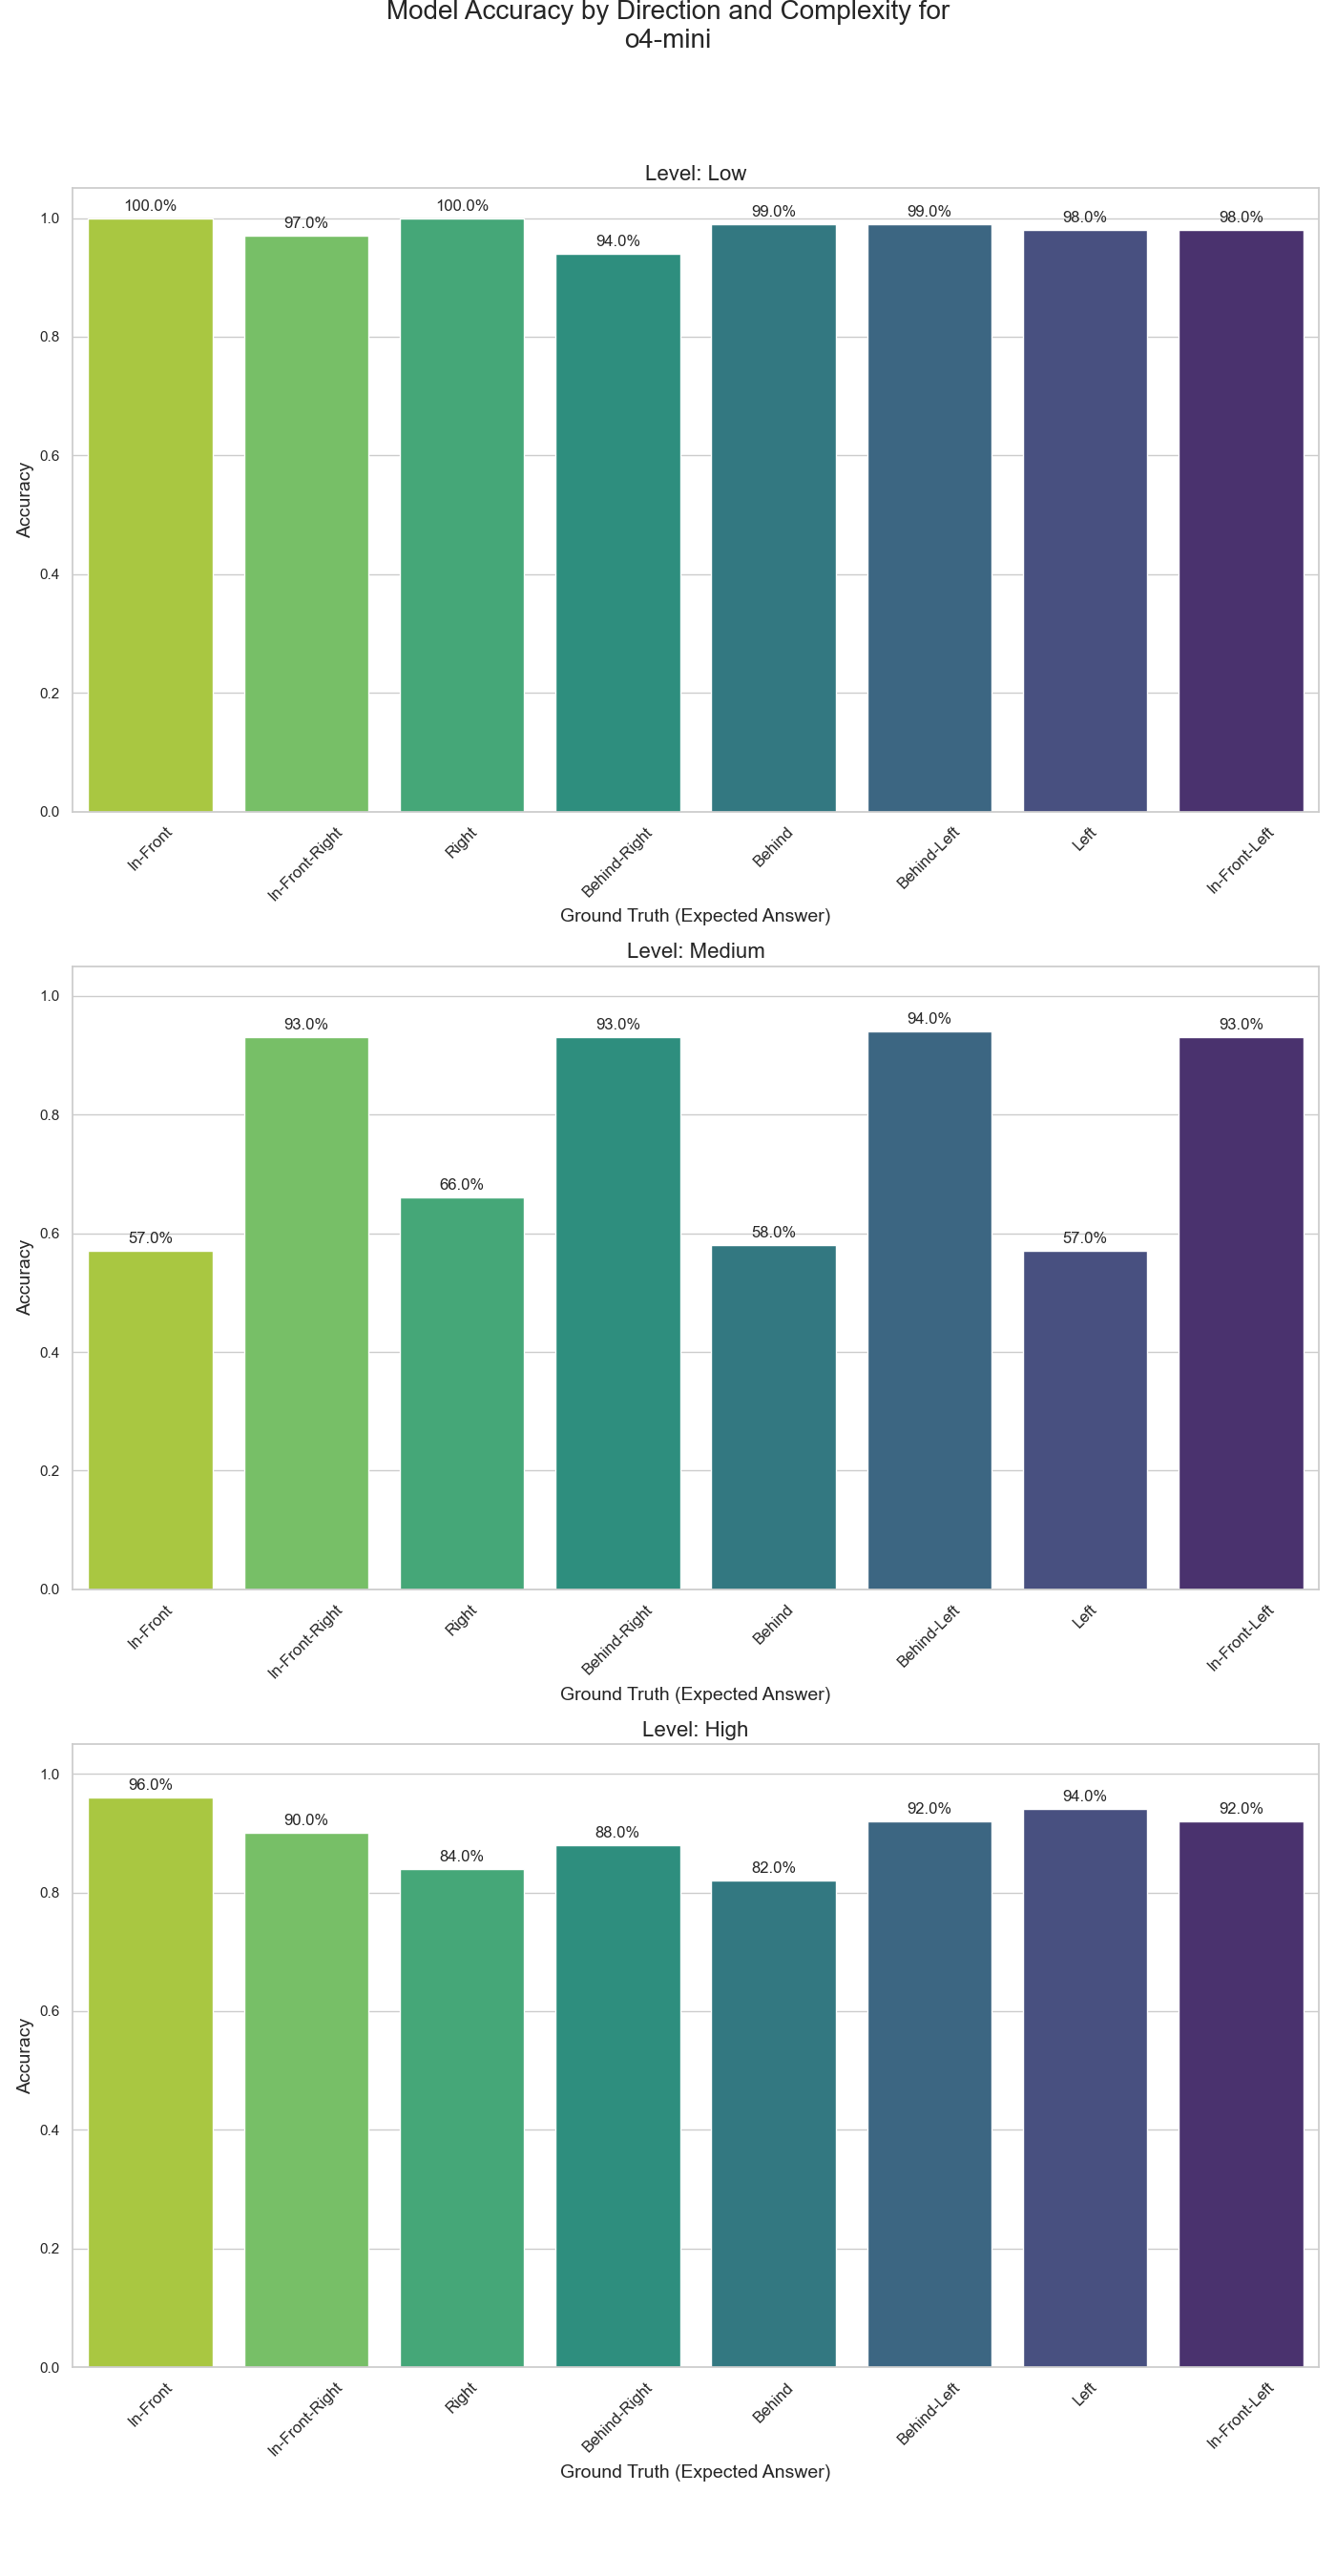 Model Accuracy by Direction and Complexity for
o4-mini
Level: Low
100.0%
97.0%
100.0%
94.0%
99.0%
99.0%
98.0%
98.0%
1.0
0.8
0.6
0.4
0.2
0.0
Accuracy
In-Front
In-Front-Right
Right
Behind-Right
Behind
Behind-Left
Left
In-Front-Left
Ground Truth (Expected Answer)
Level: Medium
57.0%
93.0%
66.0%
93.0%
58.0%
94.0%
57.0%
93.0%
1.0
0.8
0.6
0.4
0.2
0.0
Accuracy
In-Front
In-Front-Right
Right
Behind-Right
Behind
Behind-Left
Left
In-Front-Left
Ground Truth (Expected Answer)
Level: High
96.0%
90.0%
84.0%
88.0%
82.0%
92.0%
94.0%
92.0%
1.0
0.8
0.6
0.4
0.2
0.0
Accuracy
In-Front
In-Front-Right
Right
Behind-Right
Behind
Behind-Left
Left
In-Front-Left
Ground Truth (Expected Answer)